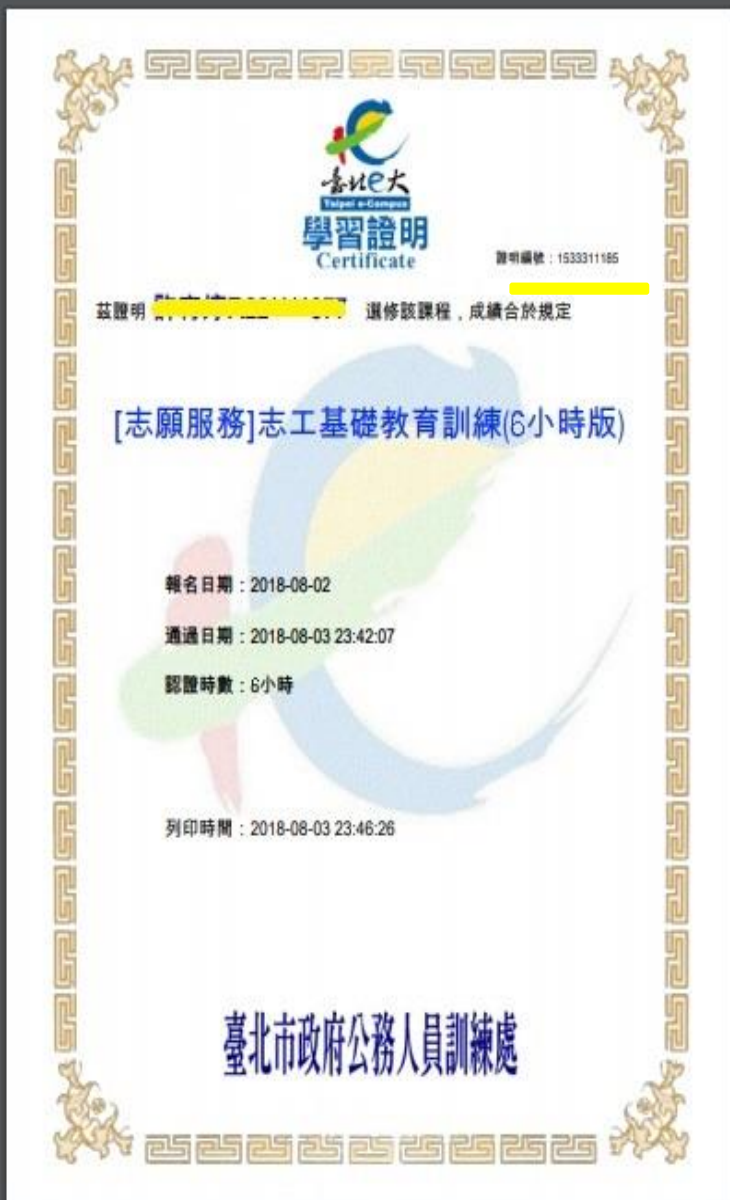 臺北e大
Taipei e-Campus
學習證明
Certificate
證明編號：1533311185
茲證明 選修該課程，成績合於規定
[志願服務]志工基礎教育訓練(6小時版)
報名日期：2018-08-02
通過日期：2018-08-03 23:42:07
認證時數：6小時
列印時間：2018-08-03 23:46:26
臺北市政府公務人員訓練處